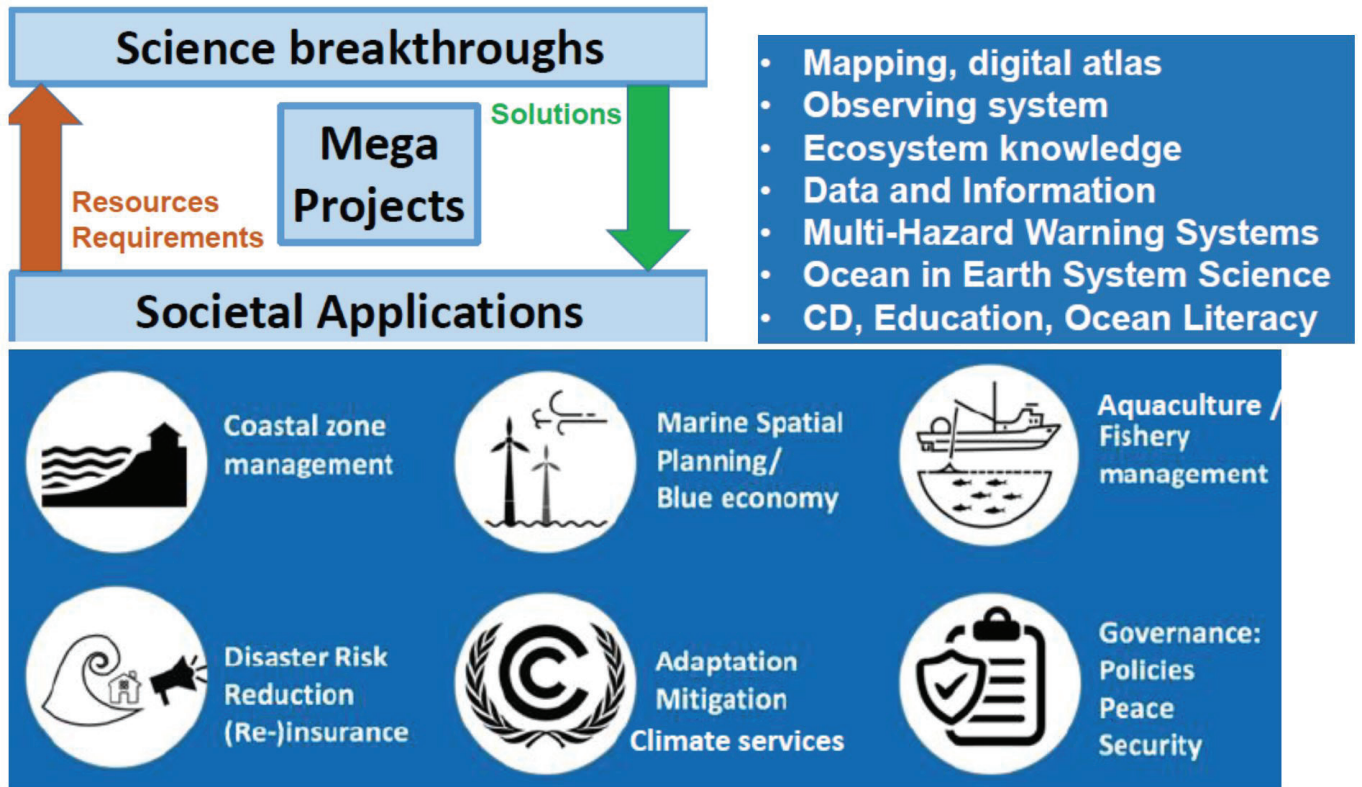 Science breakthroughs
Solutions
Mega
Projects
Resources
Requirements
Societal Applications
• Mapping, digital atlas
• Observing system
• Ecosystem knowledge
• Data and Information
• Multi-Hazard Warning Systems
• Ocean in Earth System Science
• CD, Education, Ocean Literacy
Coastal zone
management
Marine Spatial
Planning/
Blue economy
Aquaculture /
Fishery
management
Disaster Risk
Reduction
(Re-)insurance
Adaptation
Mitigation
Climate services
Governance:
Policies
Peace
Security